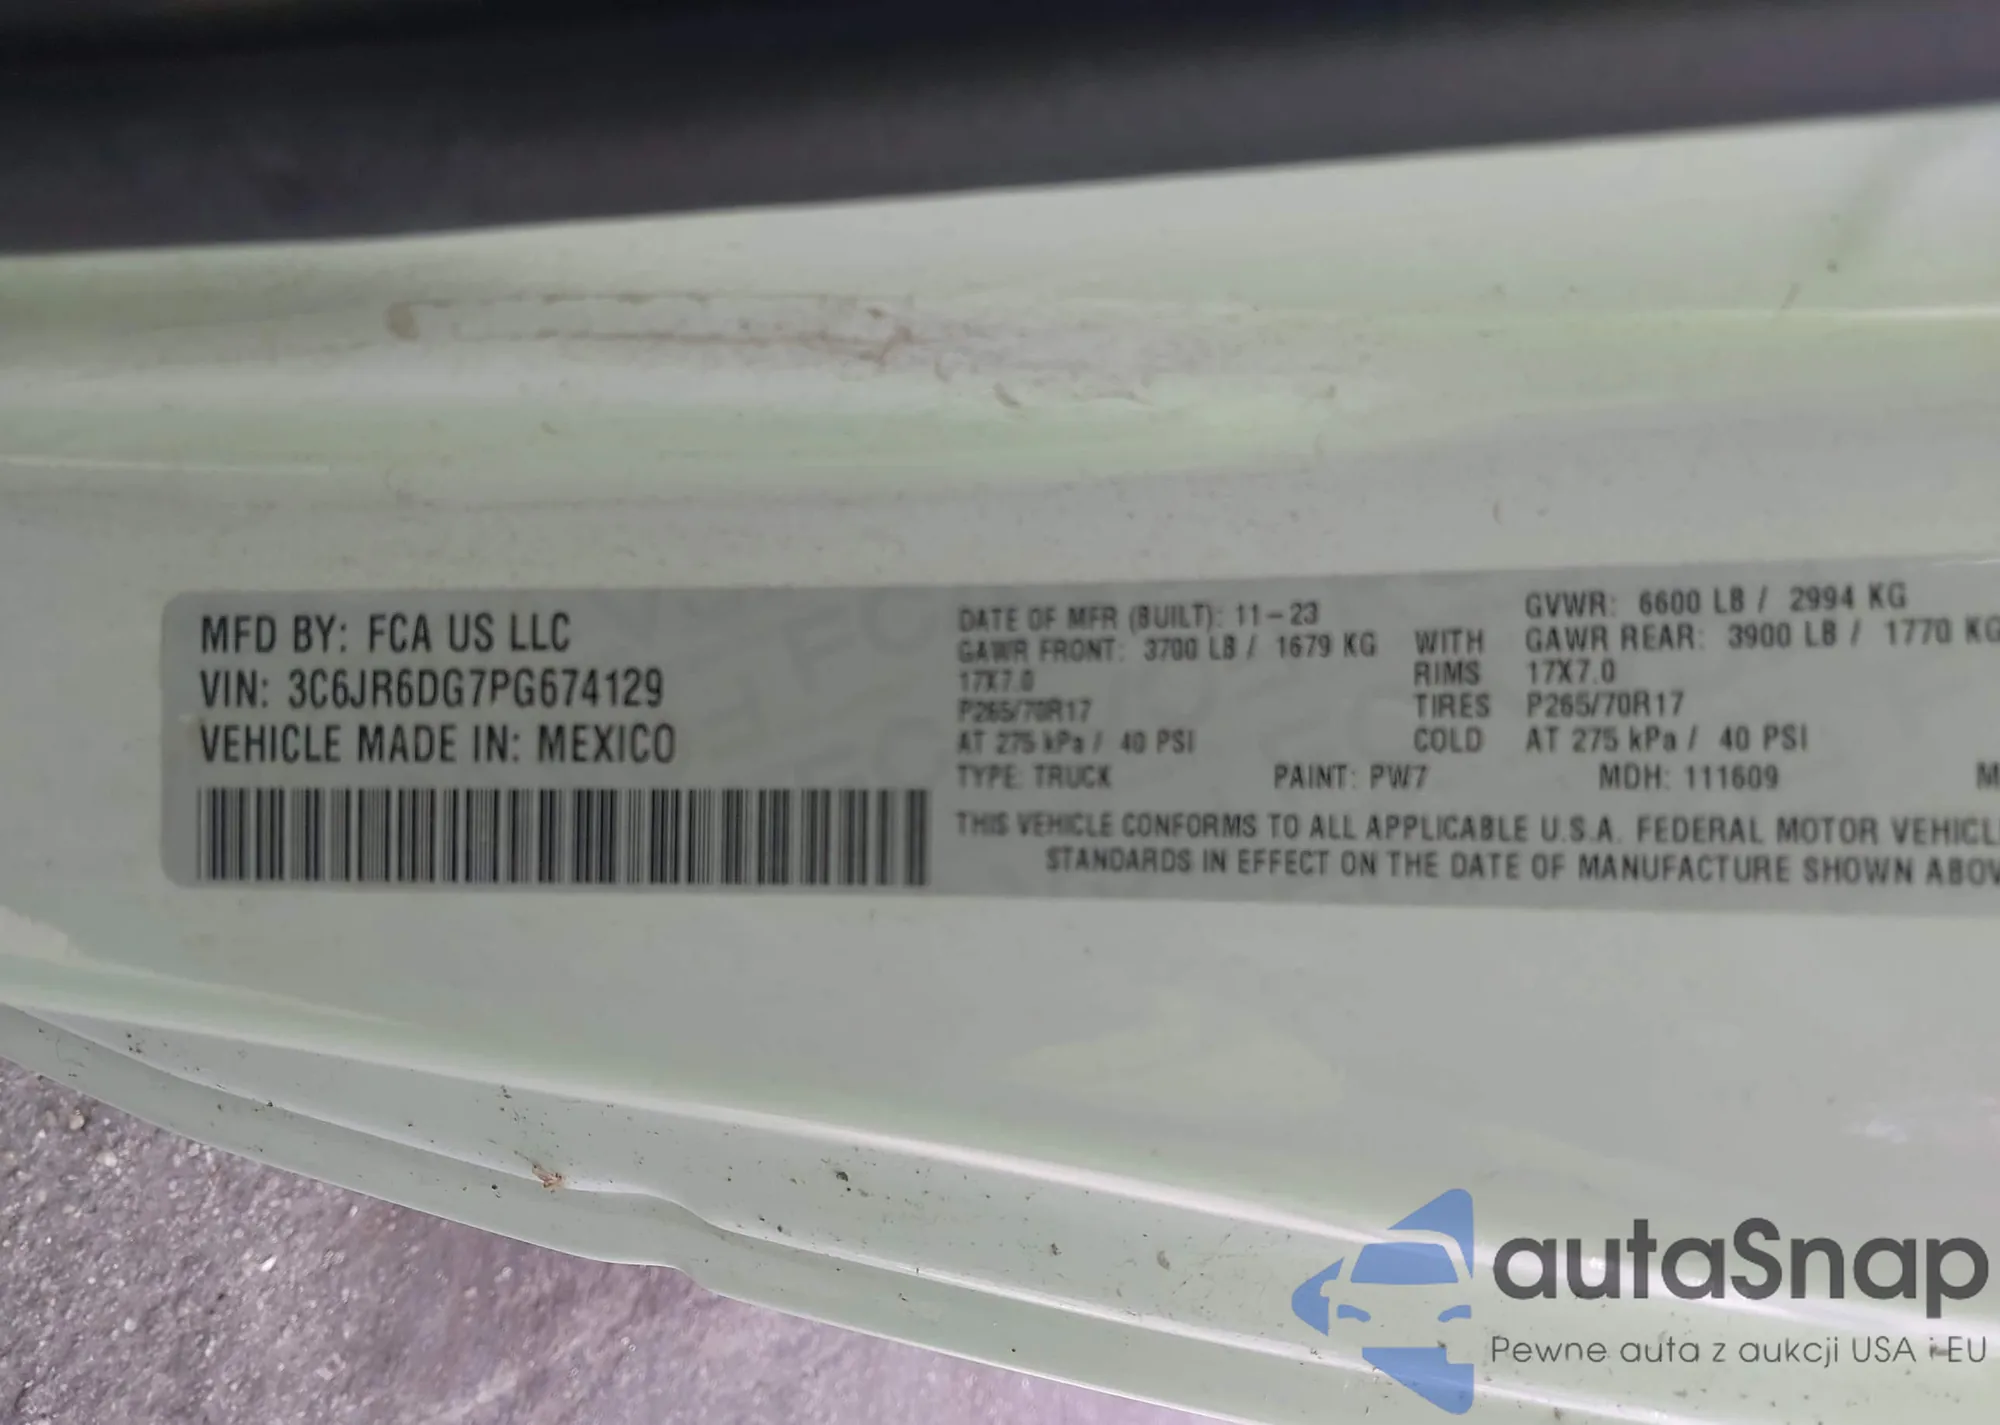 MFD BY: FCA US LLC
VIN: 3C6JR6DG7PG674129
VEHICLE MADE IN: MEXICO
DATE OF MFR (BUILT): 11-23
GVWR: 6600 LB / 2994 KG
GAWR FRONT: 3700 LB / 1679 KG WITH GAWR REAR: 3900 LB / 1770 KG
17X7.0 RIMS 17X7.0
P265/70R17 TIRES P265/70R17
AT 275 kPa / 40 PSI COLD AT 275 kPa / 40 PSI
TYPE: TRUCK PAINT: PW7 MDH: 111609 M
THIS VEHICLE CONFORMS TO ALL APPLICABLE U.S.A. FEDERAL MOTOR VEHICL
STANDARDS IN EFFECT ON THE DATE OF MANUFACTURE SHOWN ABOV
autaSnap
Pewne auta z aukcji USA i EU